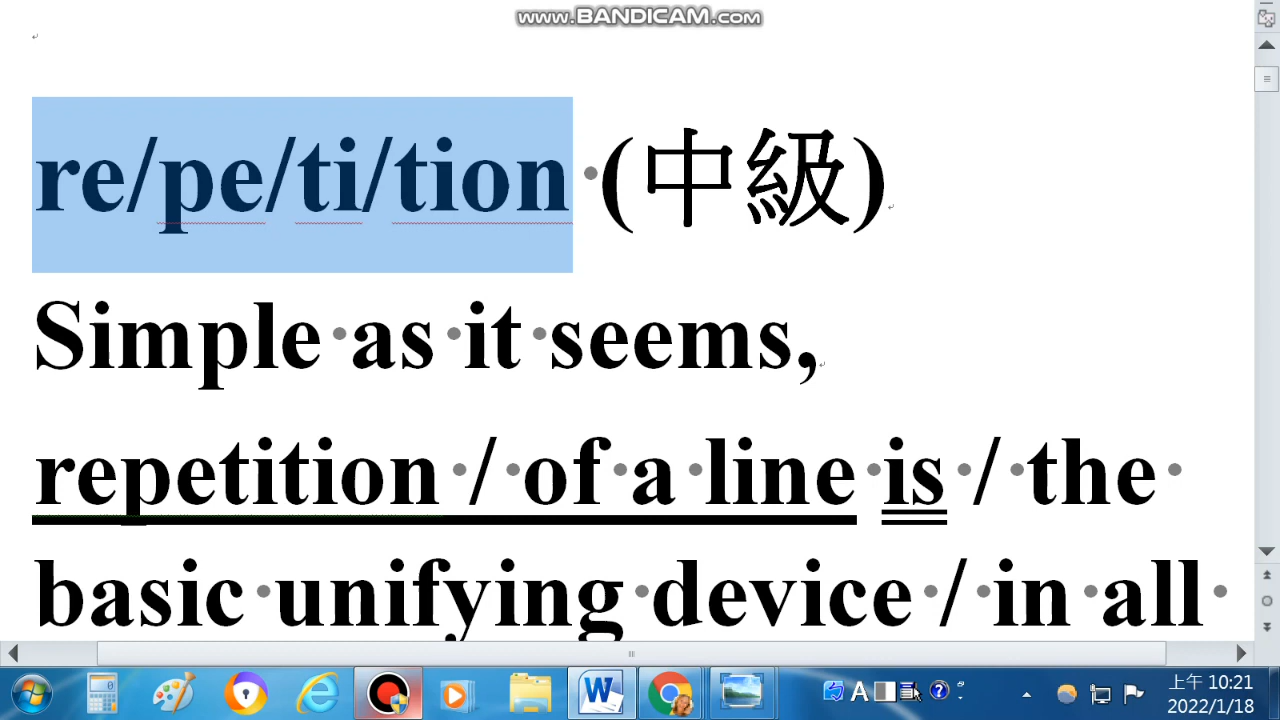 www.BANDICAM.com
re/pe/ti/tion (中級)
Simple as it seems,
repetition / of a line is / the
basic unifying device / in all
上午 10:21
2022/1/18